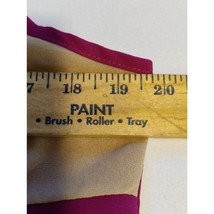 7 18 19 20
PAINT
• Brush • Roller • Tray